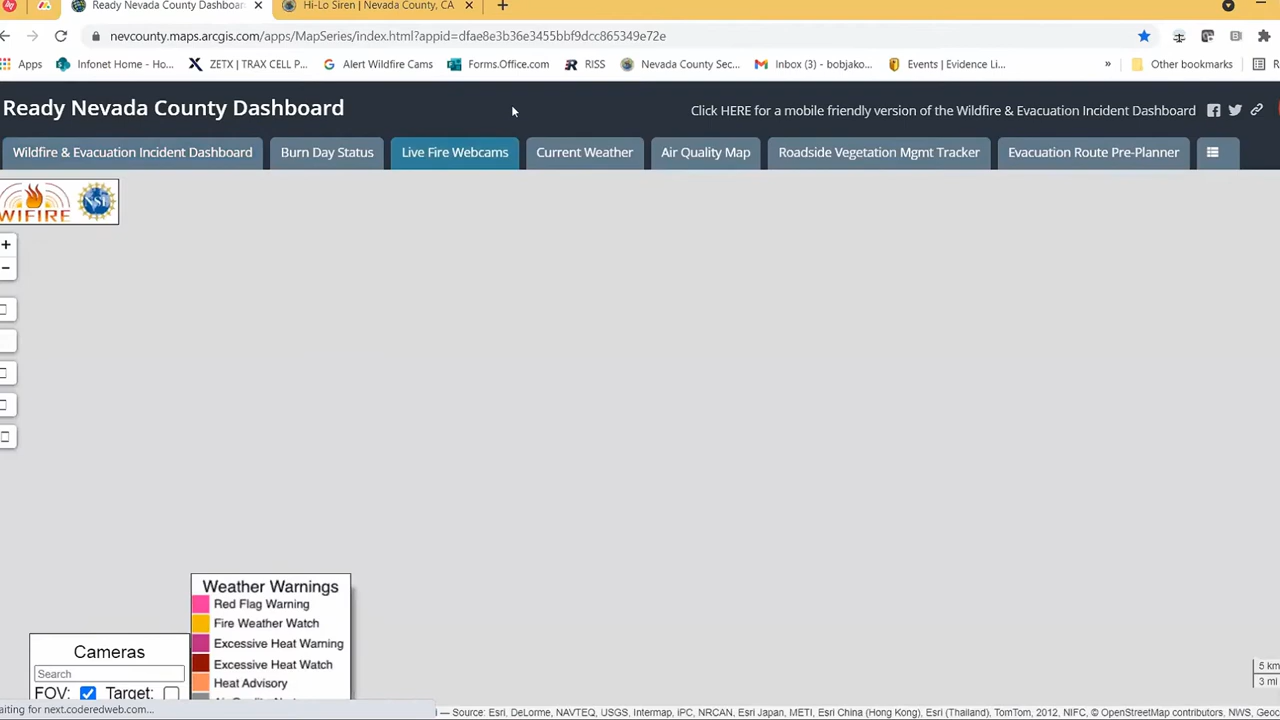 Ready Nevada County Dashboard
Hi-Lo Siren | Nevada County, CA
nevcounty.maps.arcgis.com/apps/MapSeries/index.html?appid=dfae8e3b36e3455bbf9dcc865349e72e
Apps Infonet Home - Ho... ZETX | TRAX CELL P... Alert Wildfire Cams Forms.Office.com RISS Nevada County Sec... Inbox (3) - bobjako... Events | Evidence Li... » Other bookmarks
Ready Nevada County Dashboard
Click HERE for a mobile friendly version of the Wildfire & Evacuation Incident Dashboard
Wildfire & Evacuation Incident Dashboard Burn Day Status Live Fire Webcams Current Weather Air Quality Map Roadside Vegetation Mgmt Tracker Evacuation Route Pre-Planner
WIFIRE NSF
+
−
Weather Warnings
Red Flag Warning
Fire Weather Watch
Excessive Heat Warning
Excessive Heat Watch
Heat Advisory
Cameras
Search
FOV: Target:
5 km
3 mi
aiting for next.coderedweb.com...
— Source: Esri, DeLorme, NAVTEQ, USGS, Intermap, iPC, NRCAN, Esri Japan, METI, Esri China (Hong Kong), Esri (Thailand), TomTom, 2012, NIFC, © OpenStreetMap contributors, NWS, Geo